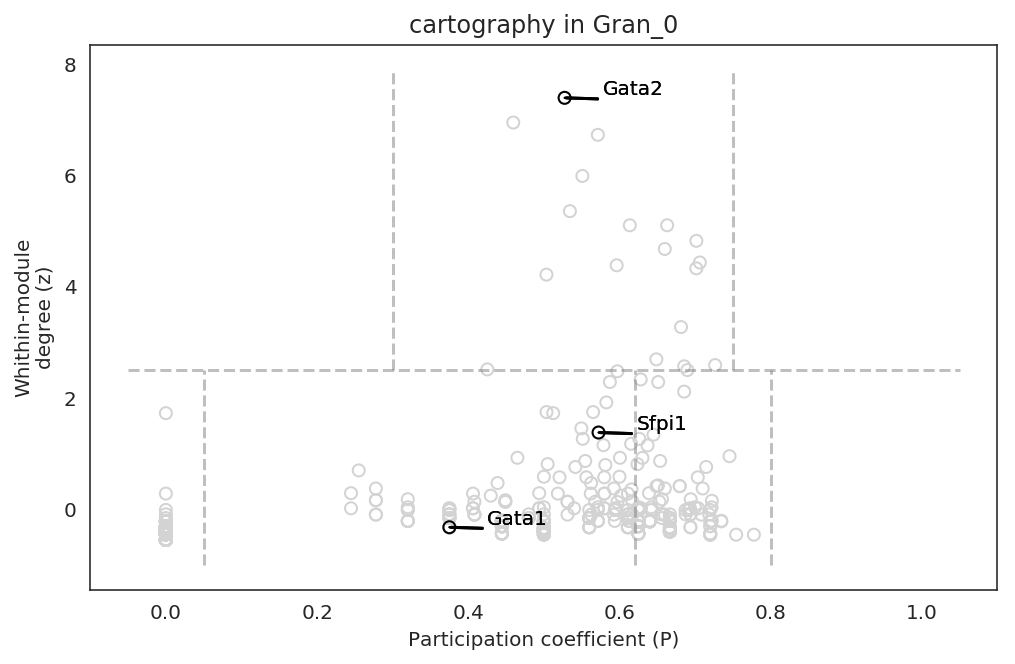 cartography in Gran_0
8
6
4
2
0
Whithin-module
degree (z)
Gata2
Sfpi1
Gata1
0.0 0.2 0.4 0.6 0.8 1.0
Participation coefficient (P)